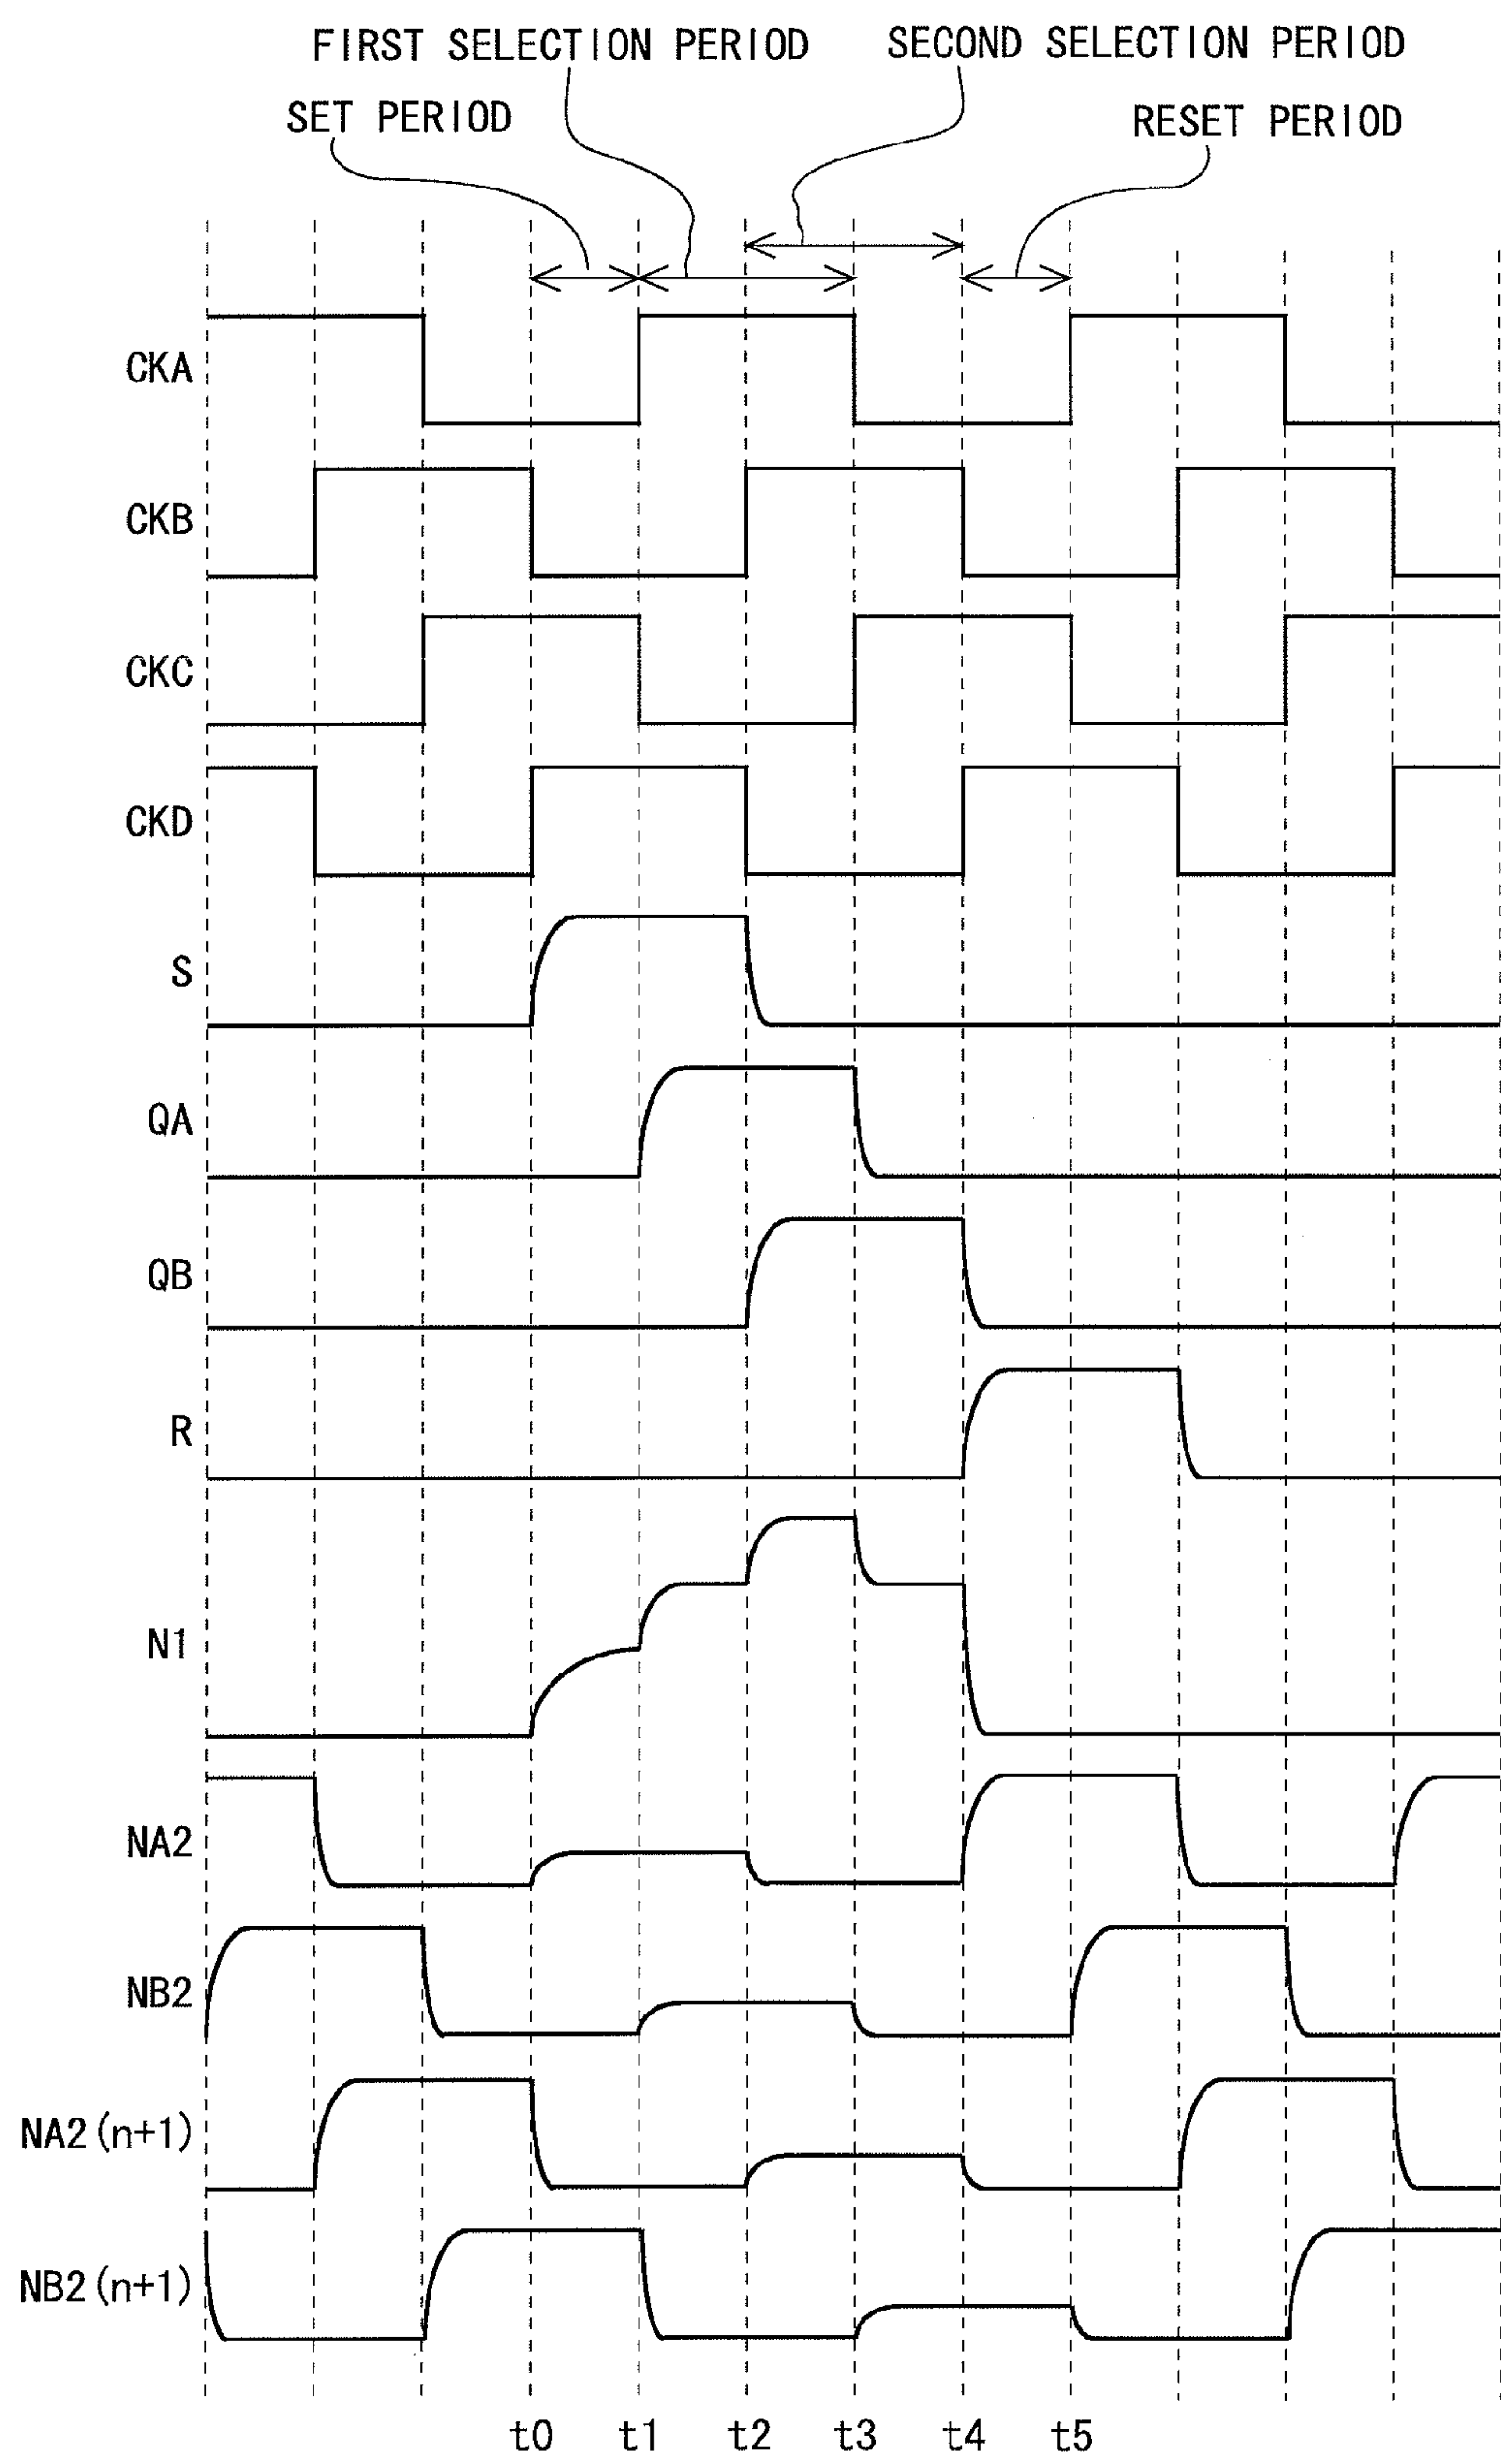 FIRST SELECTION PERIOD
SECOND SELECTION PERIOD
SET PERIOD
RESET PERIOD
CKA
CKB
CKC
CKD
S
QA
QB
R
N1
NA2
NB2
NA2(n+1)
NB2(n+1)
t0 t1 t2 t3 t4 t5